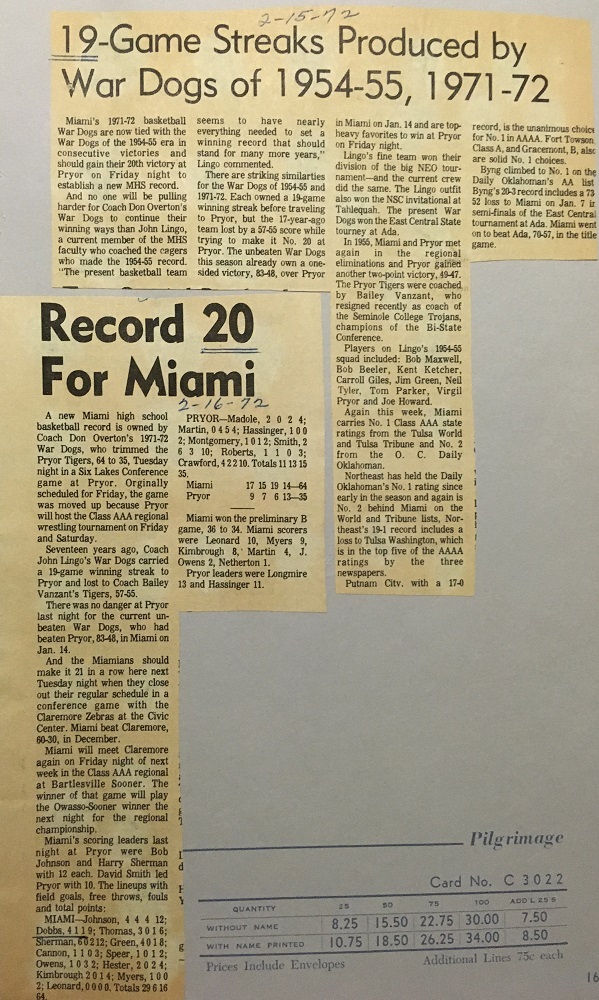 2-15-72
19-Game Streaks Produced by
War Dogs of 1954-55, 1971-72
Miami's 1971-72 basketball
War Dogs are now tied with the
War Dogs of the 1954-55 era in
consecutive victories and
should gain their 20th victory at
Pryor on Friday night to
establish a new MHS record.
And no one will be pulling
harder for Coach Don Overton's
War Dogs to continue their
winning ways than John Lingo,
a current member of the MHS
faculty who coached the cagers
who made the 1954-55 record.
"The present basketball team
seems to have nearly
everything needed to set a
winning record that should
stand for many more years,"
Lingo commented.
There are striking similarties
for the War Dogs of 1954-55 and
1971-72. Each owned a 19-game
winning streak before traveling
to Pryor, but the 17-year-ago
team lost by a 57-55 score while
trying to make it No. 20 at
Pryor. The unbeaten War Dogs
this season already own a one-
sided victory, 83-48, over Pryor
in Miami on Jan. 14 and are top-
heavy favorites to win at Pryor
on Friday night.
Lingo's fine team won their
division of the big NEO tour-
nament—and the current crew
did the same. The Lingo outfit
also won the NSC invitational at
Tahlequah. The present War
Dogs won the East Central State
tourney at Ada.
In 1955, Miami and Pryor met
again in the regional
eliminations and Pryor gained
another two-point victory, 49-47.
The Pryor Tigers were coached
by Bailey Vanzant, who
resigned recently as coach of
the Seminole College Trojans,
champions of the Bi-State
Conference.
Players on Lingo's 1954-55
squad included: Bob Maxwell,
Bob Beeler, Kent Ketcher,
Carroll Giles, Jim Green, Neil
Tyler, Tom Parker, Virgil
Pryor and Joe Howard.
Again this week, Miami
carries No. 1 Class AAA state
ratings from the Tulsa World
and Tulsa Tribune and No. 2
from the O. C. Daily
Oklahoman.
Northeast has held the Daily
Oklahoman's No. 1 rating since
early in the season and again is
No. 2 behind Miami on the
World and Tribune lists, Nor-
theast's 19-1 record includes a
loss to Tulsa Washington, which
is in the top five of the AAAA
ratings by the three
newspapers.
Putnam City, with a 17-0
record, is the unanimous choice
for No. 1 in AAAA. Fort Towson,
Class A, and Gracemont, B, also
are solid No. 1 choices.
Byng climbed to No. 1 on the
Daily Oklahoman's AA list
Byng's 20-3 record includes a 73
52 loss to Miami on Jan. 7 in
semi-finals of the East Central
tournament at Ada. Miami went
on to beat Ada, 70-57, in the title
game.
Record 20
For Miami
2-16-72
A new Miami high school
basketball record is owned by
Coach Don Overton's 1971-72
War Dogs, who trimmed the
Pryor Tigers, 64 to 35, Tuesday
night in a Six Lakes Conference
game at Pryor. Orginally
scheduled for Friday, the game
was moved up because Pryor
will host the Class AAA regional
wrestling tournament on Friday
and Saturday.
Seventeen years ago, Coach
John Lingo's War Dogs carried
a 19-game winning streak to
Pryor and lost to Coach Bailey
Vanzant's Tigers, 57-55.
There was no danger at Pryor
last night for the current un-
beaten War Dogs, who had
beaten Pryor, 83-48, in Miami on
Jan. 14.
And the Miamians should
make it 21 in a row here next
Tuesday night when they close
out their regular schedule in a
conference game with the
Claremore Zebras at the Civic
Center. Miami beat Claremore,
60-30, in December.
Miami will meet Claremore
again on Friday night of next
week in the Class AAA regional
at Bartlesville Sooner. The
winner of that game will play
the Owasso-Sooner winner the
next night for the regional
championship.
Miami's scoring leaders last
night at Pryor were Bob
Johnson and Harry Sherman
with 12 each. David Smith led
Pryor with 10. The lineups with
field goals, free throws, fouls
and total points:
MIAMI—Johnson, 4 4 4 12;
Dobbs, 4 1 1 9; Thomas, 3 0 1 6;
Sherman, 6 0 2 12; Green, 4 0 1 8;
Cannon, 1 1 0 3; Speer, 1 0 1 2;
Owens, 1 0 3 2; Hester, 2 0 2 4;
Kimbrough 2 0 1 4; Myers, 1 0 0
2; Leonard, 0 0 0 0. Totals 29 6 16
64.
PRYOR—Madole, 2 0 2 4;
Martin, 0 4 5 4; Hassinger, 1 0 0
2; Montgomery, 1 0 1 2; Smith, 2
6 3 10; Roberts, 1 1 0 3;
Crawford, 4 2 2 10. Totals 11 13 15
35.
Miami 17 15 19 14—64
Pryor 9 7 6 13—35
Miami won the preliminary B
game, 36 to 34. Miami scorers
were Leonard 10, Myers 9,
Kimbrough 8, Martin 4, J.
Owens 2, Netherton 1.
Pryor leaders were Longmire
13 and Hassinger 11.
Pilgrimage
Card No. C 3022
QUANTITY 25 50 75 100 ADD'L 25'S
WITHOUT NAME 8.25 15.50 22.75 30.00 7.50
WITH NAME PRINTED 10.75 18.50 26.25 34.00 8.50
Prices Include Envelopes Additional Lines 75c each
16